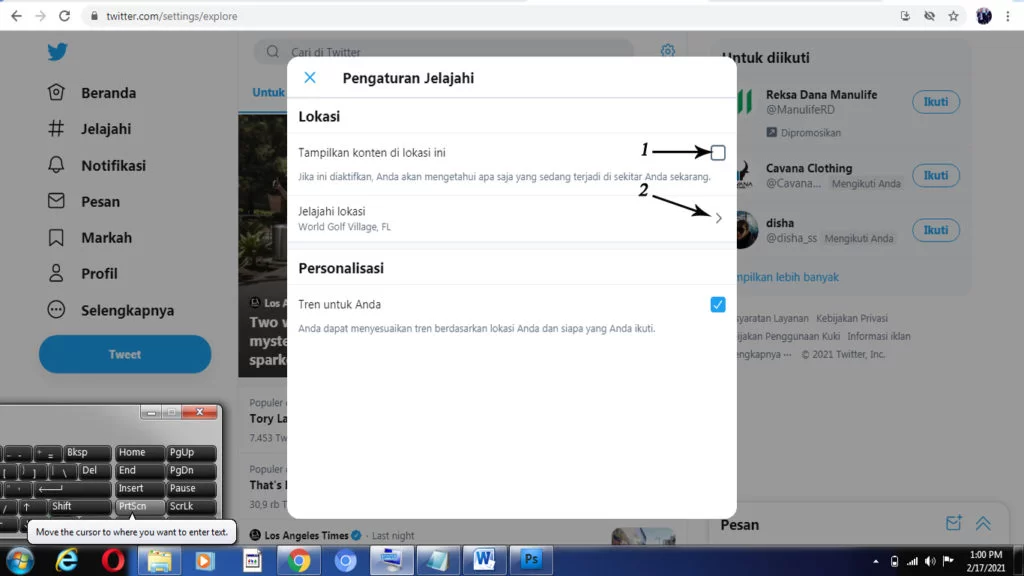 twitter.com/settings/explore
Cari di Twitter
Pengaturan Jelajahi
Untuk diikuti
Beranda
Untuk
Reksa Dana Manulife
@ManulifeRD
Ikuti
Dipromosikan
Jelajahi
Lokasi
Notifikasi
Tampilkan konten di lokasi ini
1
Jika ini diaktifkan, Anda akan mengetahui apa saja yang sedang terjadi di sekitar Anda sekarang.
Cavana Clothing
@Cavana... Mengikuti Anda
Ikuti
Pesan
2
Jelajahi lokasi
World Golf Village, FL
disha
@disha_ss Mengikuti Anda
Ikuti
Markah
Profil
Personalisasi
mpilkan lebih banyak
Selengkapnya
Los A
Tren untuk Anda
Anda dapat menyesuaikan tren berdasarkan lokasi Anda dan siapa yang Anda ikuti.
Two w
myste
spark
syaratan Layanan Kebijakan Privasi
bijakan Penggunaan Kuki Informasi iklan
engkapnya ··· © 2021 Twitter, Inc.
Tweet
Populer
Tory La
7.453 Tw
Populer
That's
30,9 rb T
Bksp Home PgUp
Del End PgDn
Insert Pause
Shift PrtScn ScrLk
Move the cursor to where you want to enter text.
Los Angeles Times · Last night
Pesan
1:00 PM
2/17/2021